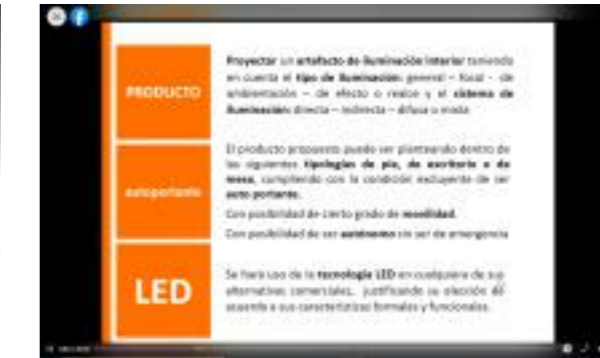 PRODUCTO
Proyectar un artefacto de iluminación interior teniendo
en cuenta el tipo de iluminación: general – focal - de
ambientación – de efecto o realce y el sistema de
iluminación: directa – indirecta – difusa o mixta
autoportante
El producto propuesto puede ser planteando dentro de
las siguientes tipologías de pie, de escritorio o de
mesa, cumpliendo con la condición excluyente de ser
auto portante.
Con posibilidad de cierto grado de movilidad.
Con posibilidad de ser autónomo sin ser de emergencia
LED
Se hará uso de la tecnología LED en cualquiera de sus
alternativas comerciales, justificando su elección de
acuerdo a sus características formales y funcionales.